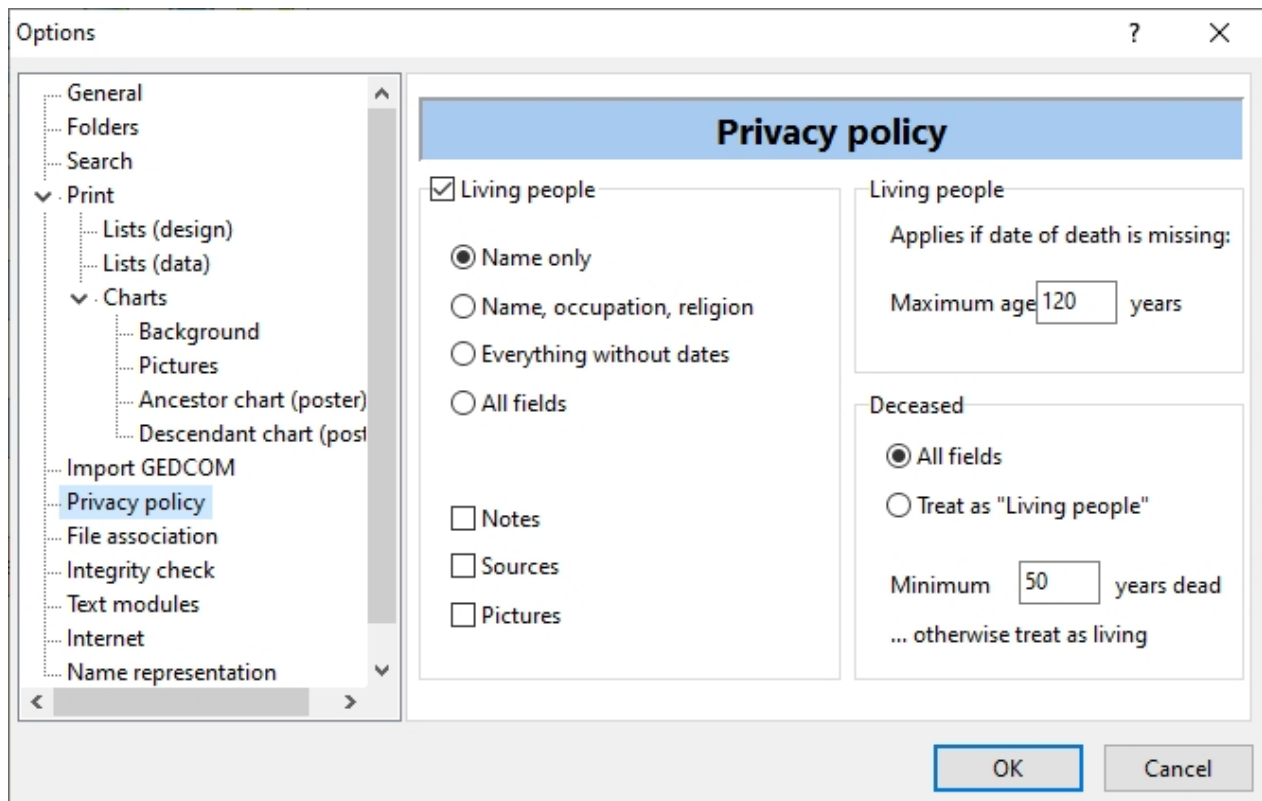 Options
General
Folders
Search
Print
Lists (design)
Lists (data)
Charts
Background
Pictures
Ancestor chart (poster)
Descendant chart (post
Import GEDCOM
Privacy policy
File association
Integrity check
Text modules
Internet
Name representation
Privacy policy
Living people
Name only
Name, occupation, religion
Everything without dates
All fields
Notes
Sources
Pictures
Living people
Applies if date of death is missing:
Maximum age 120 years
Deceased
All fields
Treat as "Living people"
Minimum 50 years dead
... otherwise treat as living
OK
Cancel